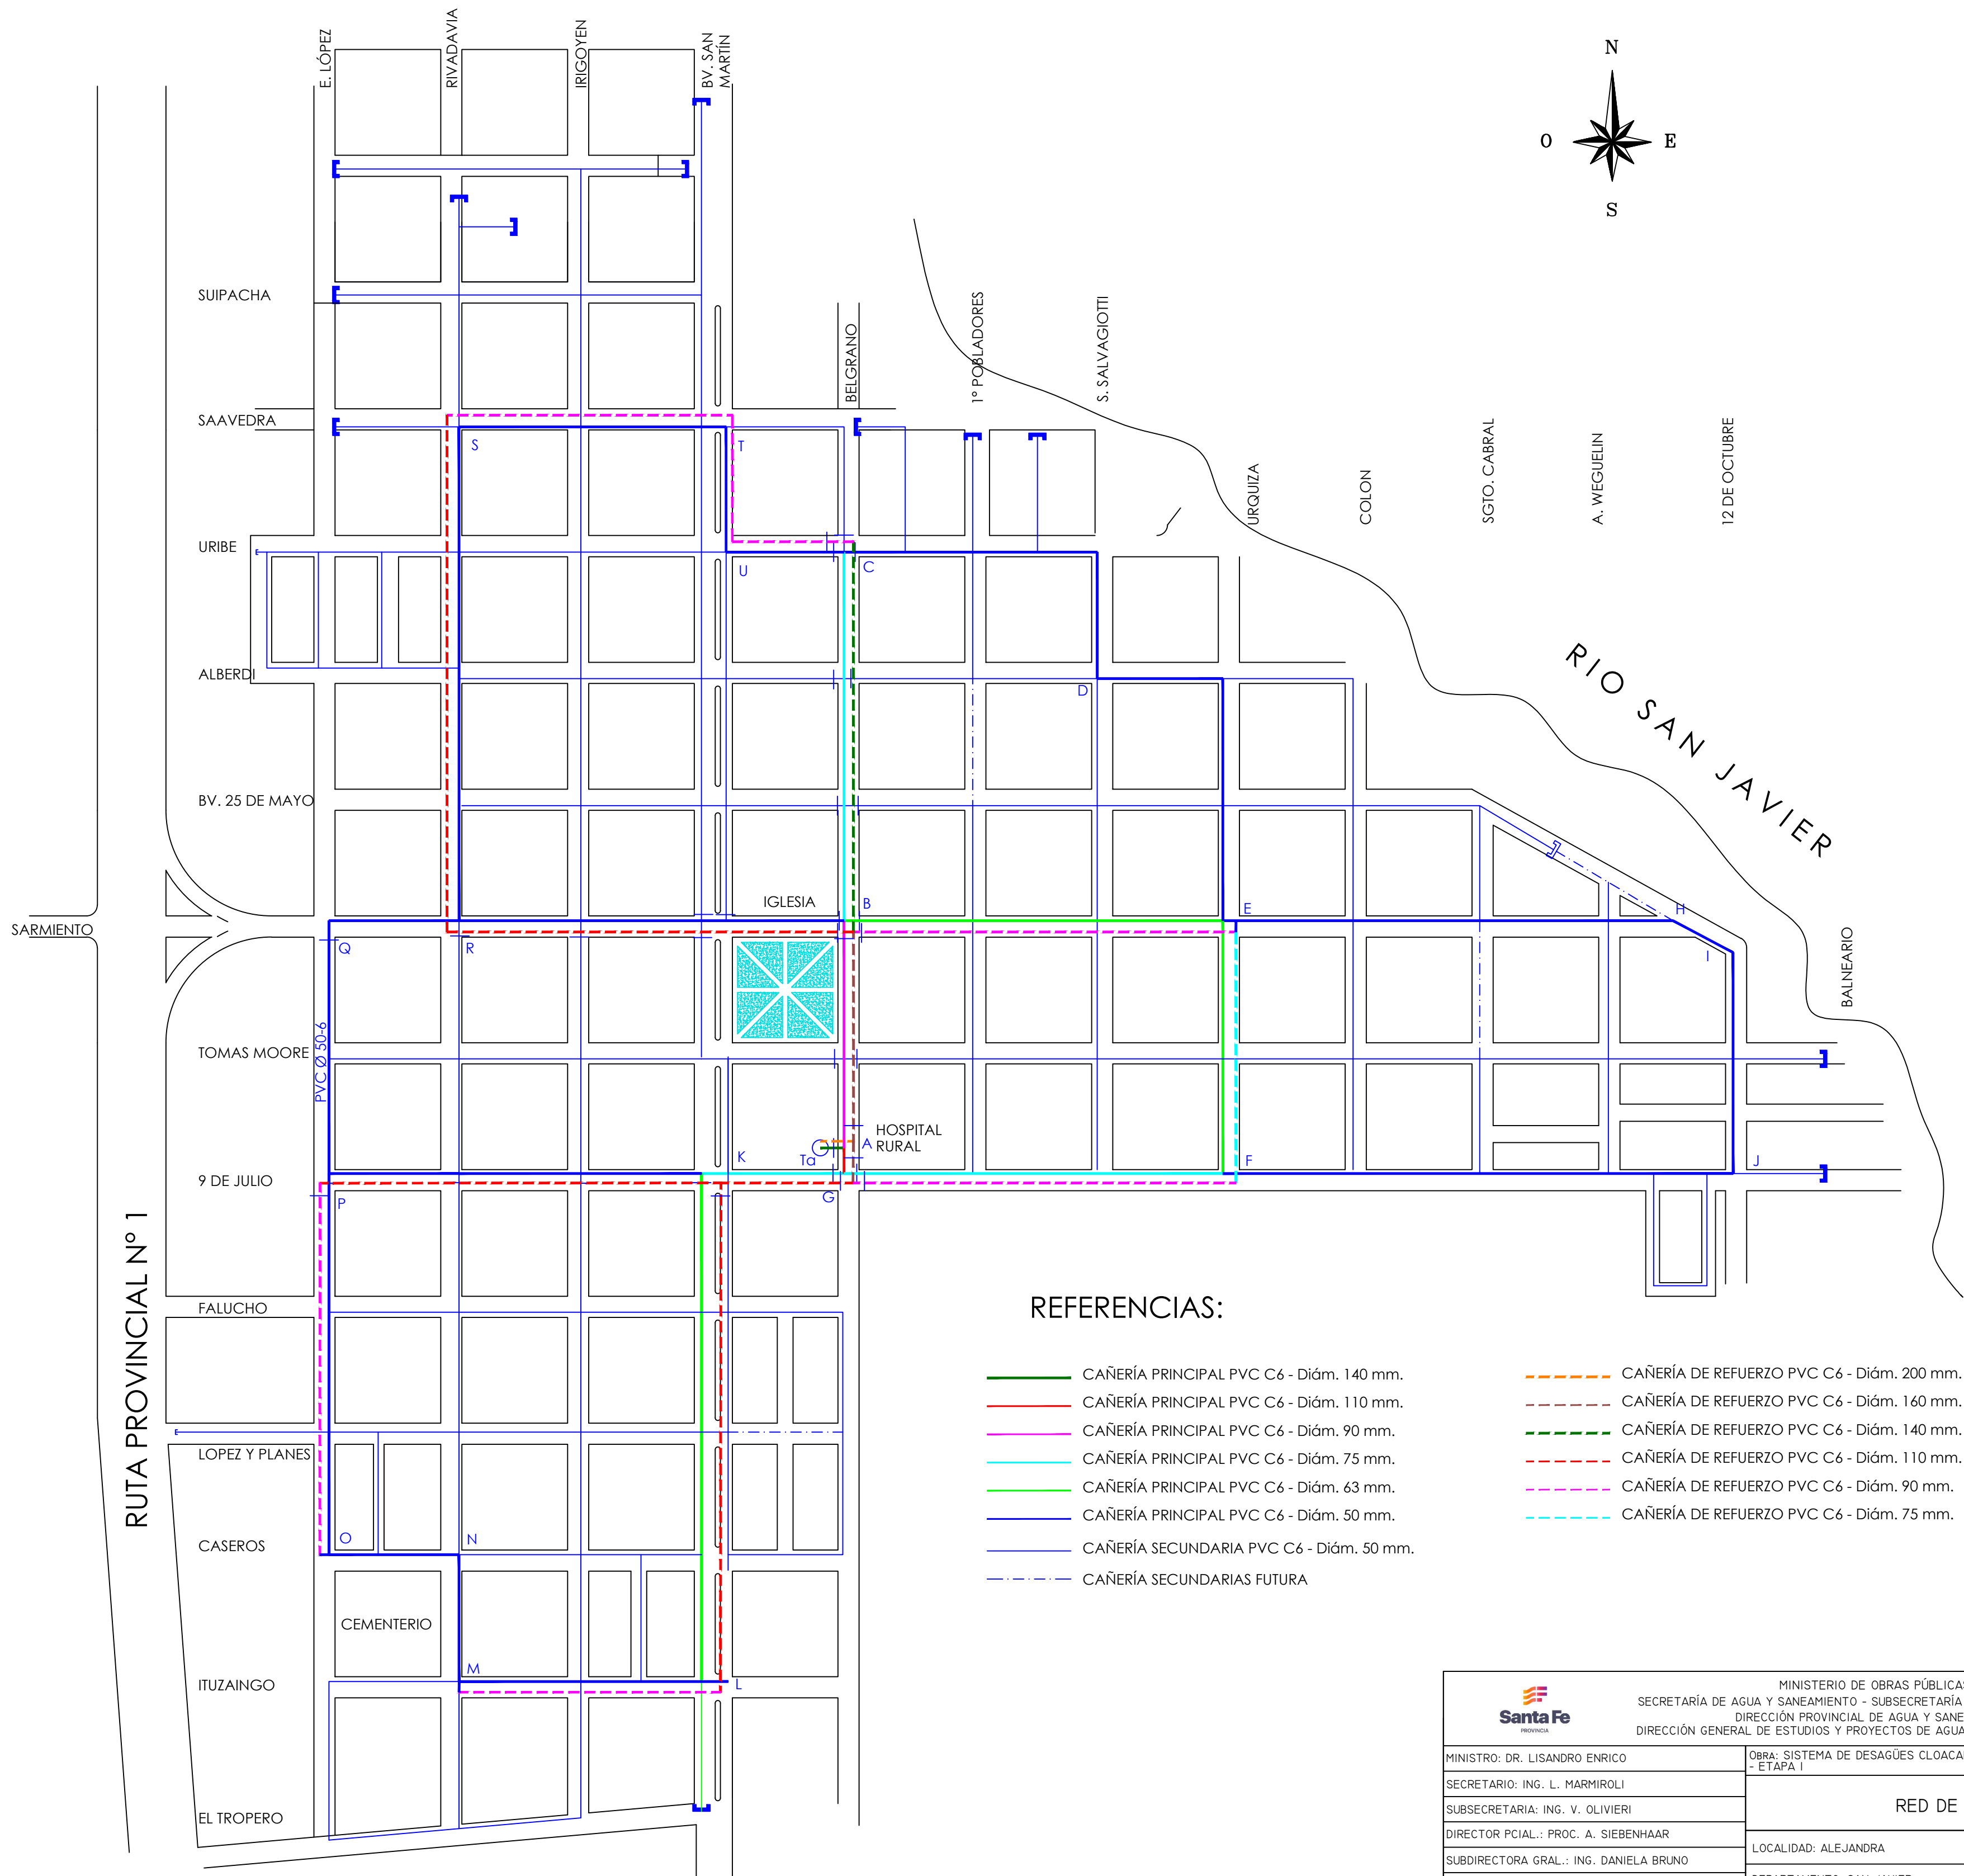 E. LÓPEZ
RIVADAVIA
IRIGOYEN
BV. SAN
MARTÍN
N
O
E
S
SUIPACHA
SAAVEDRA
BELGRANO
1° POBLADORES
S. SALVAGIOTTI
URQUIZA
COLON
SGTO. CABRAL
A. WEGUELIN
12 DE OCTUBRE
S
T
URIBE
U
C
ALBERDI
D
RIO SAN JAVIER
BV. 25 DE MAYO
IGLESIA
B
E
H
SARMIENTO
Q
R
I
BALNEARIO
TOMAS MOORE
PVC Ø 50-6
HOSPITAL
RURAL
A
K
Ta
F
J
9 DE JULIO
P
G
RUTA PROVINCIAL Nº 1
FALUCHO
LOPEZ Y PLANES
O
N
CASEROS
CEMENTERIO
M
L
ITUZAINGO
EL TROPERO
REFERENCIAS:
CAÑERÍA PRINCIPAL PVC C6 - Diám. 140 mm.
CAÑERÍA PRINCIPAL PVC C6 - Diám. 110 mm.
CAÑERÍA PRINCIPAL PVC C6 - Diám. 90 mm.
CAÑERÍA PRINCIPAL PVC C6 - Diám. 75 mm.
CAÑERÍA PRINCIPAL PVC C6 - Diám. 63 mm.
CAÑERÍA PRINCIPAL PVC C6 - Diám. 50 mm.
CAÑERÍA SECUNDARIA PVC C6 - Diám. 50 mm.
CAÑERÍA SECUNDARIAS FUTURA
CAÑERÍA DE REFUERZO PVC C6 - Diám. 200 mm.
CAÑERÍA DE REFUERZO PVC C6 - Diám. 160 mm.
CAÑERÍA DE REFUERZO PVC C6 - Diám. 140 mm.
CAÑERÍA DE REFUERZO PVC C6 - Diám. 110 mm.
CAÑERÍA DE REFUERZO PVC C6 - Diám. 90 mm.
CAÑERÍA DE REFUERZO PVC C6 - Diám. 75 mm.
Santa Fe
PROVINCIA
MINISTERIO DE OBRAS PÚBLICAS
SECRETARÍA DE AGUA Y SANEAMIENTO - SUBSECRETARÍA
DIRECCIÓN PROVINCIAL DE AGUA Y SANE
DIRECCIÓN GENERAL DE ESTUDIOS Y PROYECTOS DE AGUA
MINISTRO: DR. LISANDRO ENRICO
OBRA: SISTEMA DE DESAGÜES CLOACA
- ETAPA I
SECRETARIO: ING. L. MARMIROLI
SUBSECRETARIA: ING. V. OLIVIERI
RED DE
DIRECTOR PCIAL.: PROC. A. SIEBENHAAR
LOCALIDAD: ALEJANDRA
SUBDIRECTORA GRAL.: ING. DANIELA BRUNO